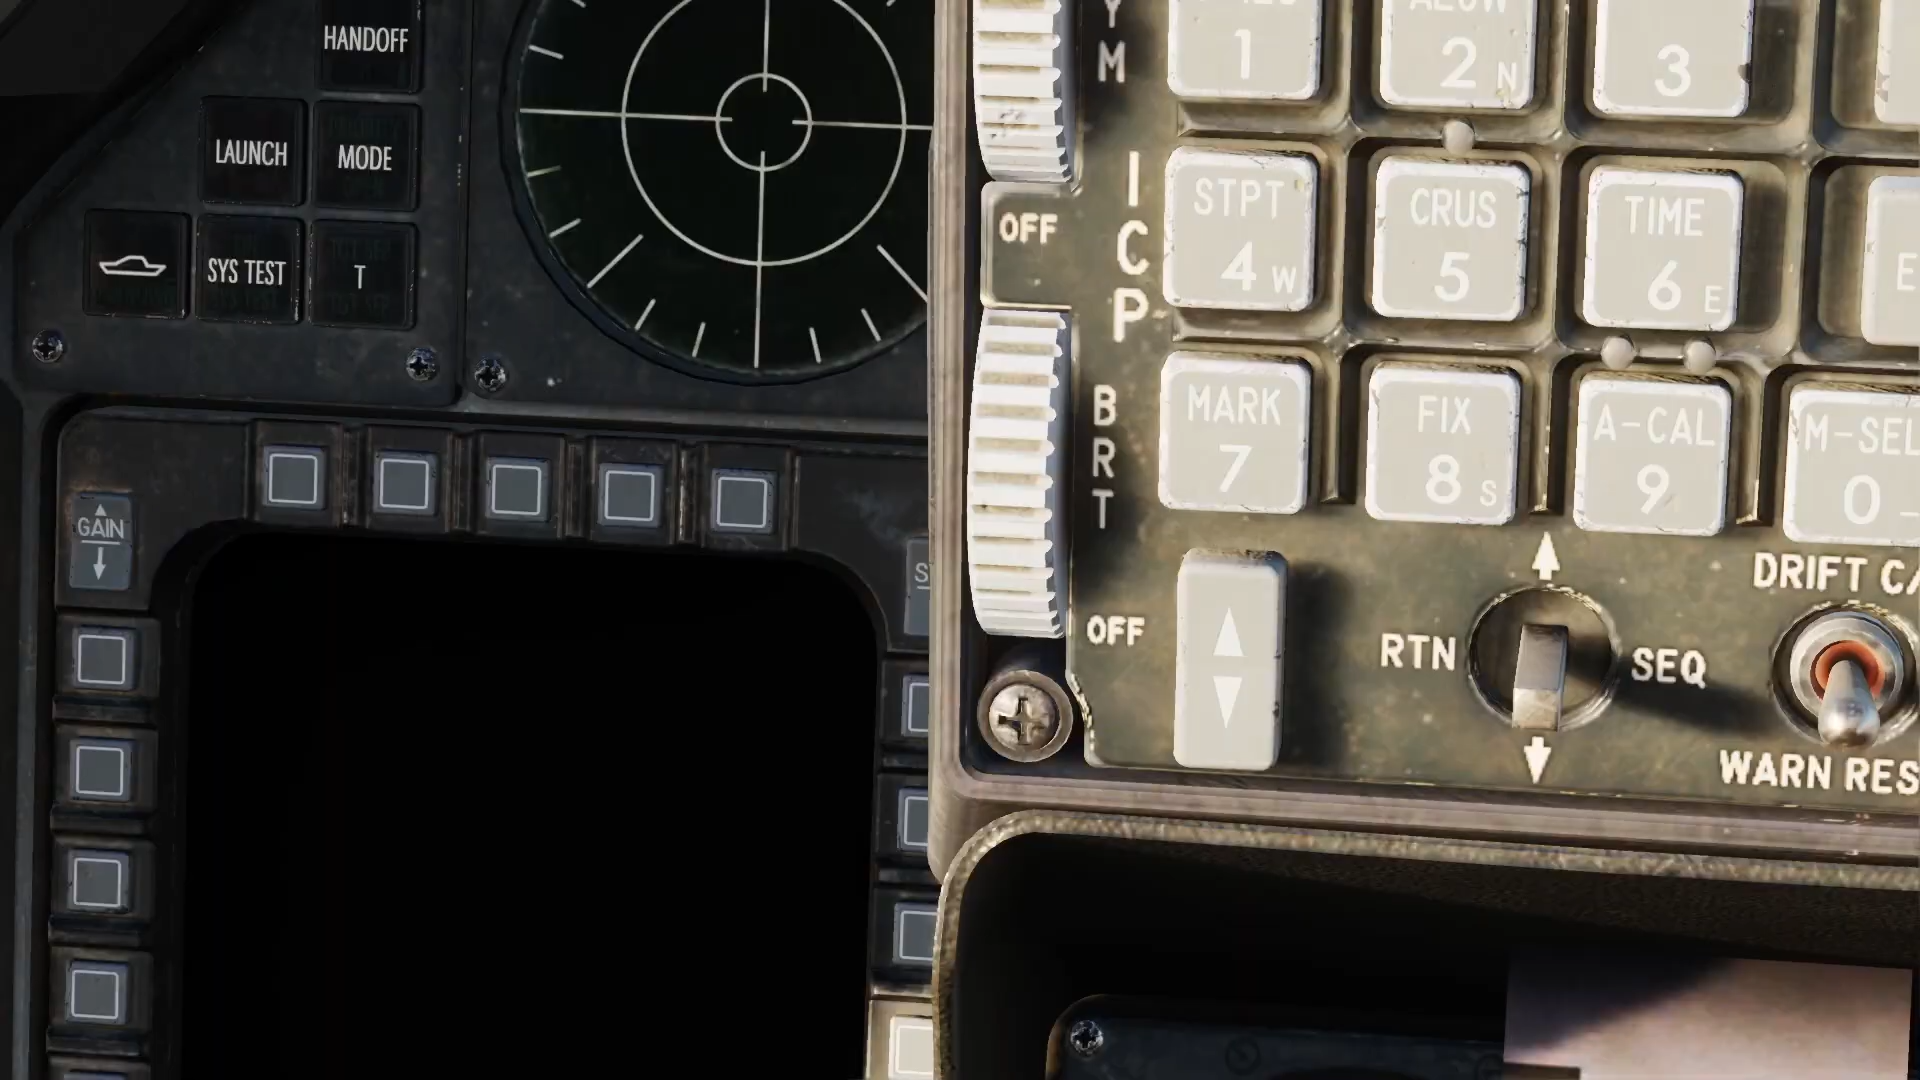 HANDOFF
LAUNCH
MODE
SYS TEST
T
GAIN
Y
M
OFF
ICP
BRT
OFF
1
2 N
3
STPT
4 W
CRUS
5
TIME
6 E
MARK
7
FIX
8 S
A-CAL
9
M-SEL
0 -
RTN
SEQ
DRIFT
WARN